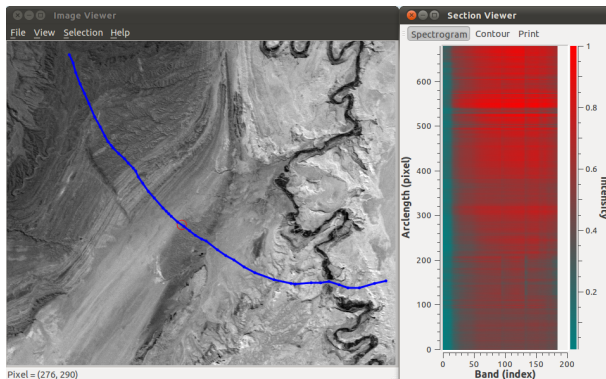 Image Viewer
File View Selection Help
Pixel = (276, 290)
Section Viewer
Spectrogram Contour Print
Arclength (pixel)
600
500
400
300
200
100
0
0 50 100 150 200
Band (index)
1
0.8
0.6
0.4
0.2
Intensity